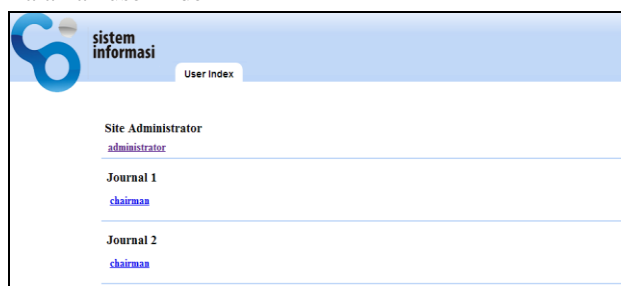 sistem
informasi
User Index
Site Administrator
administrator
Journal 1
chairman
Journal 2
chairman